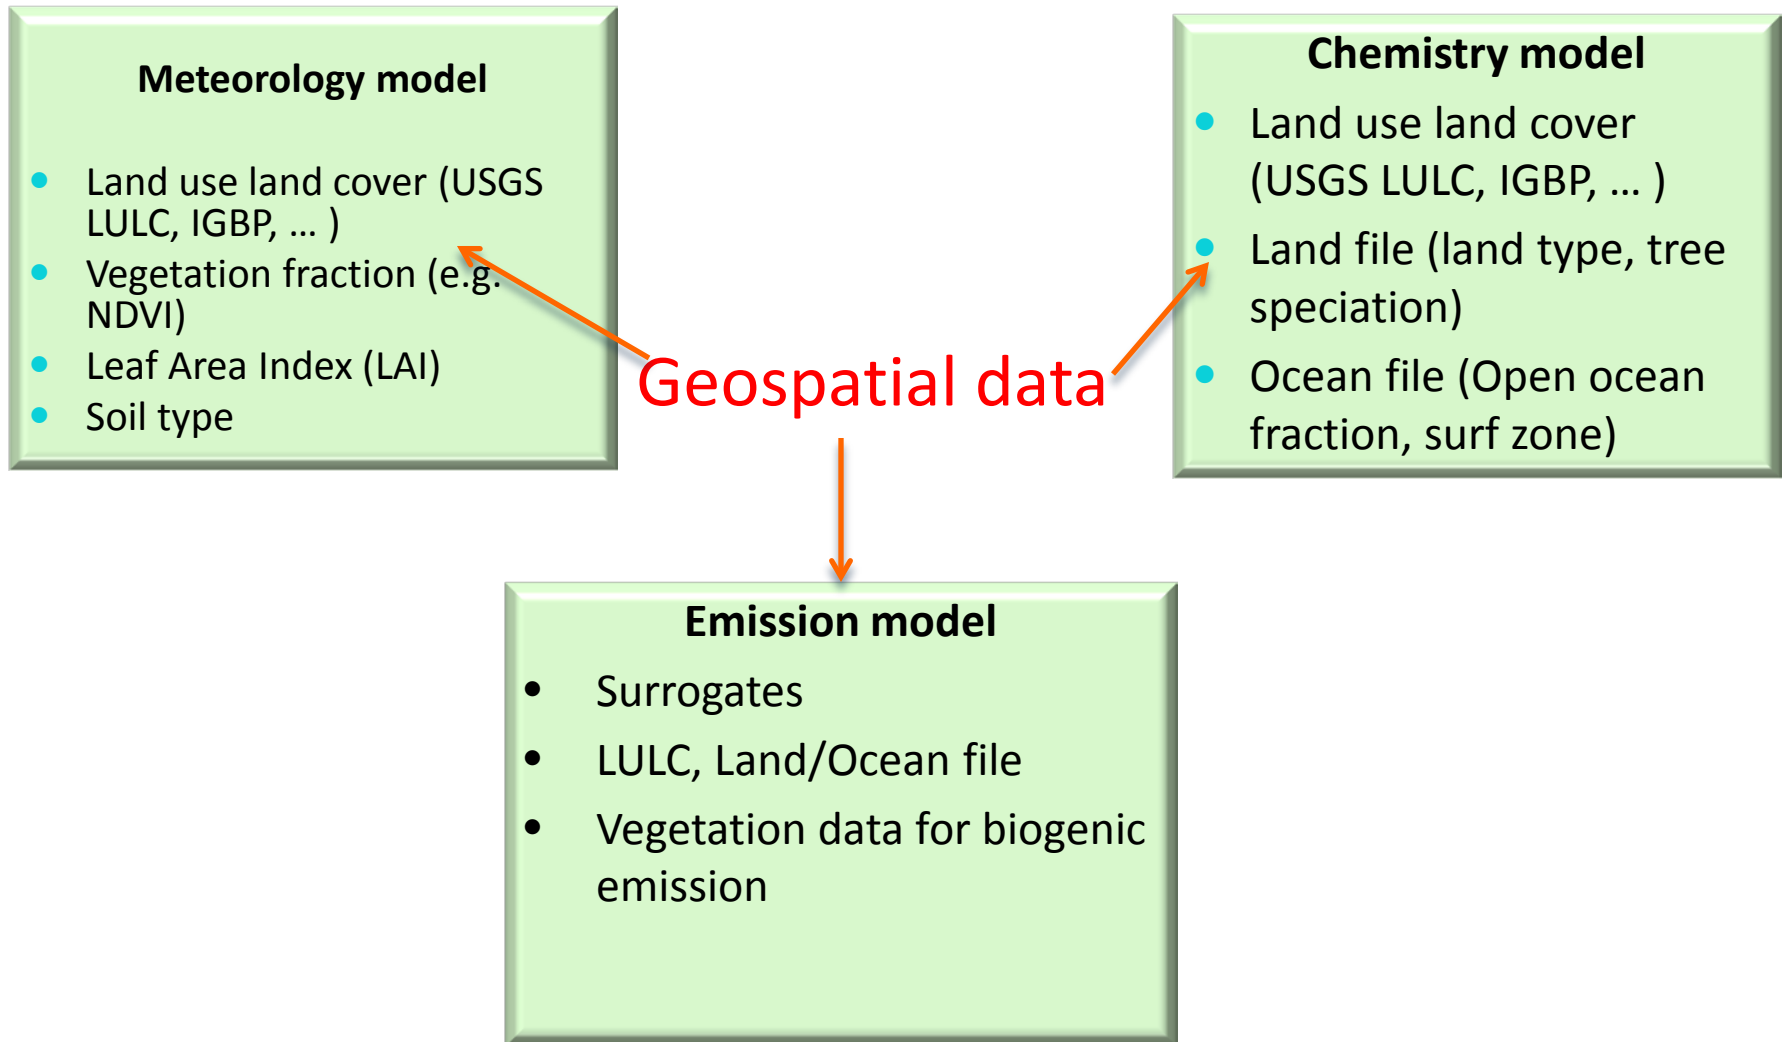 Meteorology model
• Land use land cover (USGS
LULC, IGBP, ... )
• Vegetation fraction (e.g.
NDVI)
• Leaf Area Index (LAI)
• Soil type
Chemistry model
• Land use land cover
(USGS LULC, IGBP, ... )
• Land file (land type, tree
speciation)
• Ocean file (Open ocean
fraction, surf zone)
Geospatial data
Emission model
• Surrogates
• LULC, Land/Ocean file
• Vegetation data for biogenic
emission